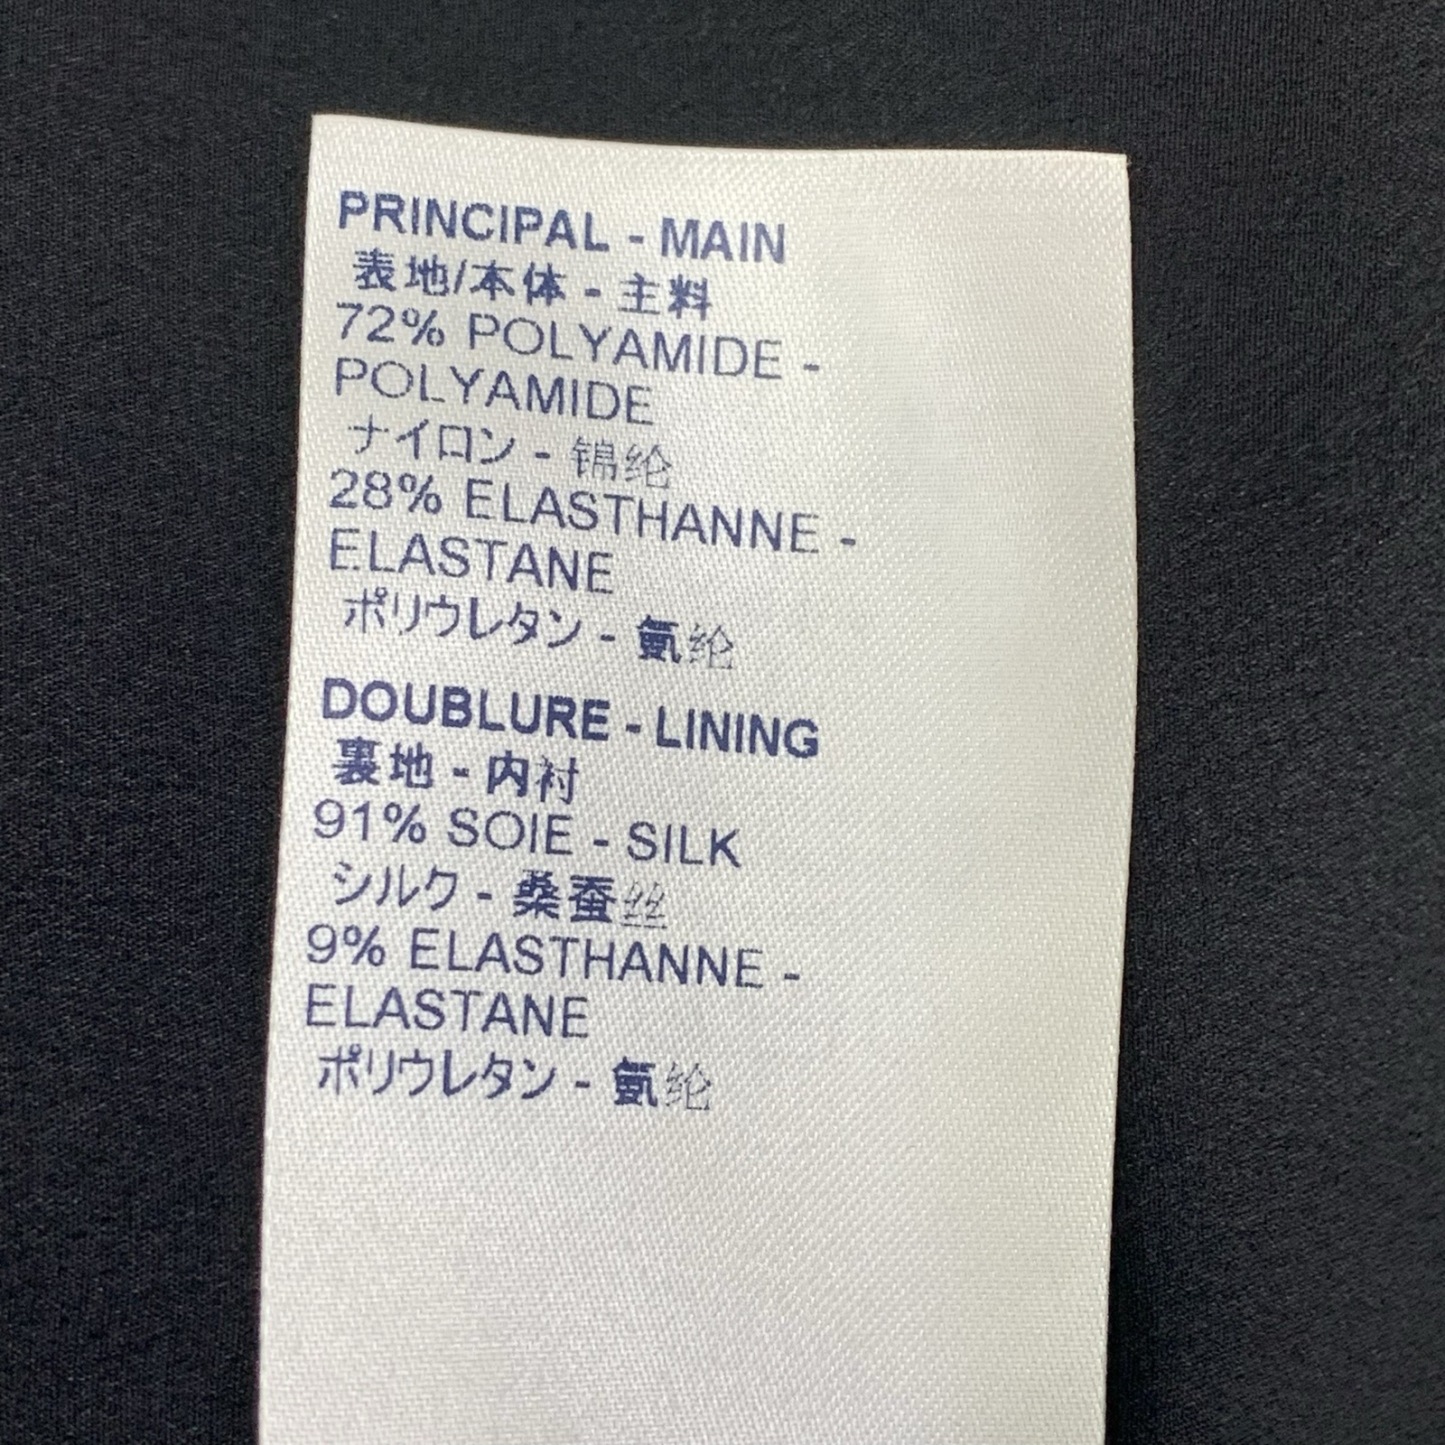 PRINCIPAL - MAIN
表地/本体 - 主料
72% POLYAMIDE -
POLYAMIDE
ナイロン - 锦纶
28% ELASTHANNE -
ELASTANE
ポリウレタン - 氨纶
DOUBLURE - LINING
裏地 - 内衬
91% SOIE - SILK
シルク - 桑蚕丝
9% ELASTHANNE -
ELASTANE
ポリウレタン - 氨纶